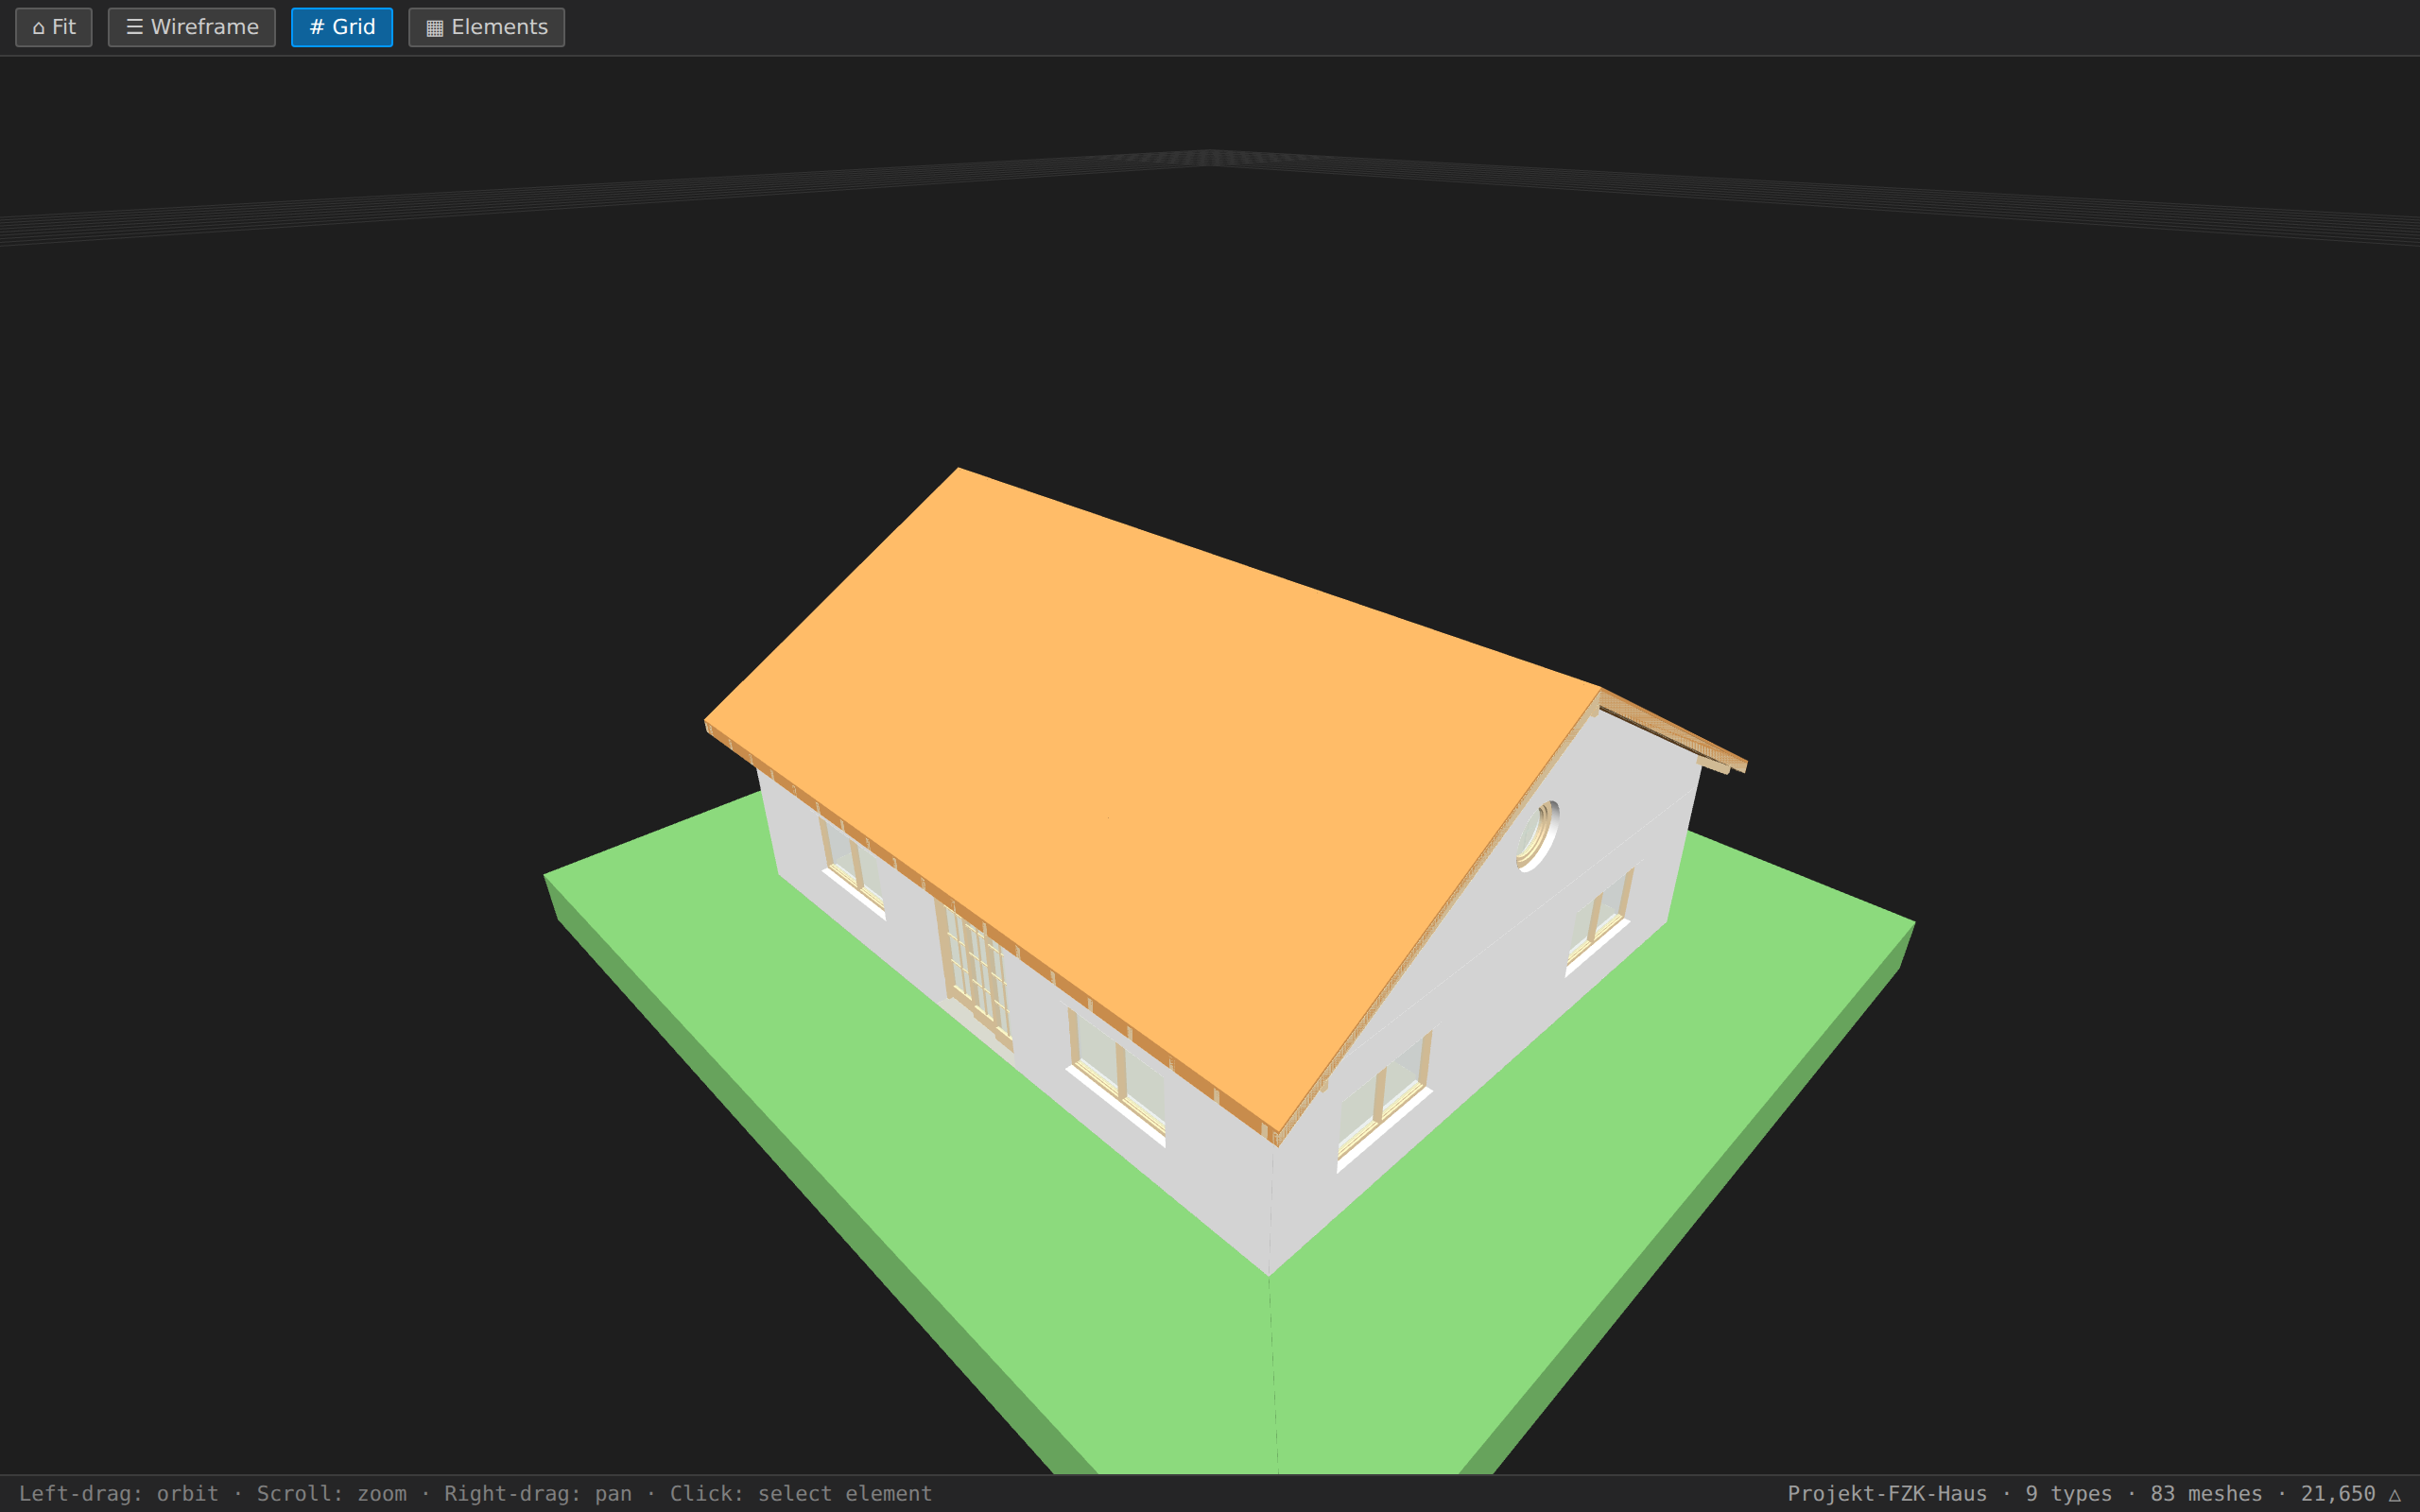 ⌂ Fit ☰ Wireframe # Grid ▦ Elements
Left-drag: orbit · Scroll: zoom · Right-drag: pan · Click: select element
Projekt-FZK-Haus · 9 types · 83 meshes · 21,650 △